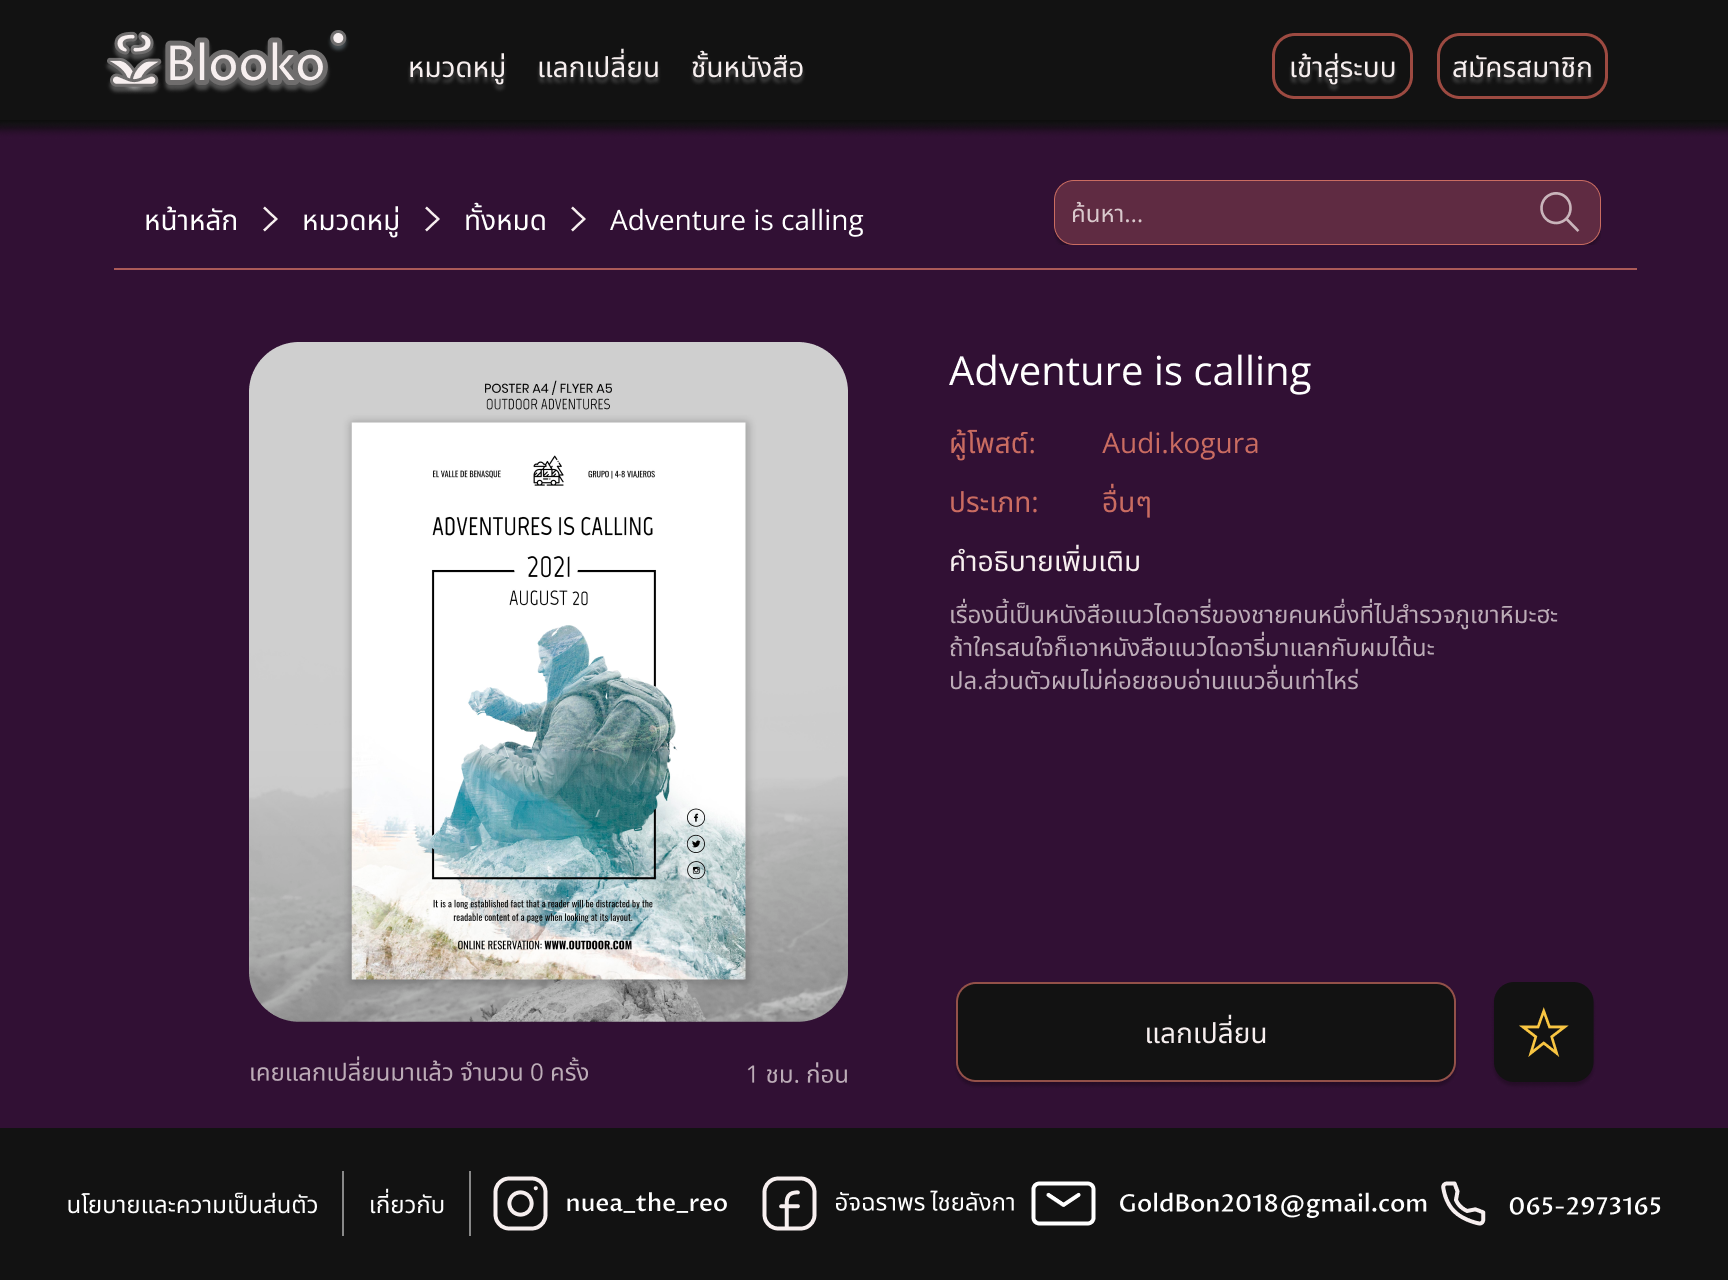 Blooko
หมวดหมู่ แลกเปลี่ยน ชั้นหนังสือ
เข้าสู่ระบบ สมัครสมาชิก
หน้าหลัก > หมวดหมู่ > ทั้งหมด > Adventure is calling
ค้นหา...
POSTER A4 / FLYER A5
OUTDOOR ADVENTURES
EL VALLE DE BENASQUE
GRUPO | 4-8 VIAJEROS
ADVENTURES IS CALLING
2021
AUGUST 20
It is a long established fact that a reader will be distracted by the
readable content of a page when looking at its layout.
ONLINE RESERVATION: WWW.OUTDOOR.COM
เคยแลกเปลี่ยนมาแล้ว จำนวน 0 ครั้ง
1 ชม. ก่อน
Adventure is calling
ผู้โพสต์: Audi.kogura
ประเภท: อื่นๆ
คำอธิบายเพิ่มเติม
เรื่องนี้เป็นหนังสือแนวไดอารี่ของชายคนหนึ่งที่ไปสำรวจภูเขาหิมะฮะ
ถ้าใครสนใจก็เอาหนังสือแนวไดอารี่มาแลกกับผมได้นะ
ปล.ส่วนตัวผมไม่ค่อยชอบอ่านแนวอื่นเท่าไหร่
แลกเปลี่ยน
นโยบายและความเป็นส่นตัว
เกี่ยวกับ
nuea_the_reo
อัจฉราพร ไชยลังกา
GoldBon2018@gmail.com
065-2973165